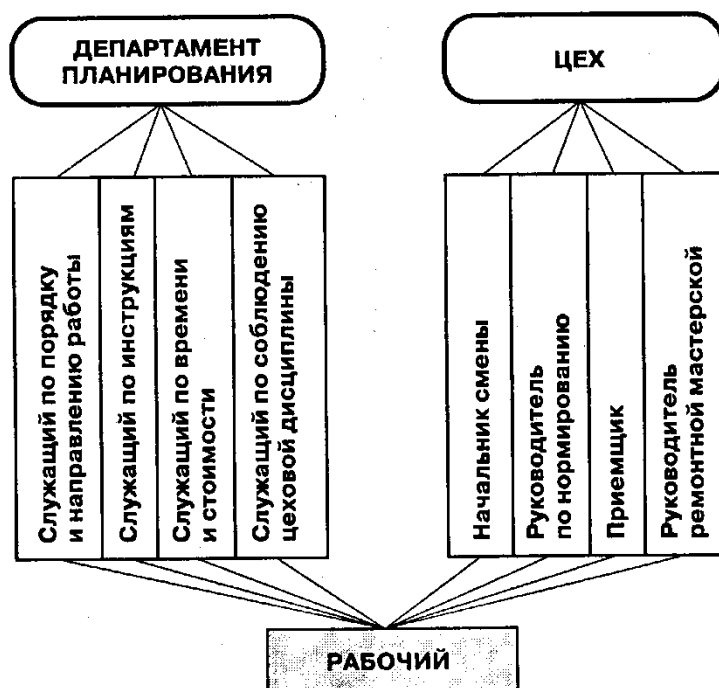 ДЕПАРТАМЕНТ
ПЛАНИРОВАНИЯ
ЦЕХ
Служащий по порядку
и направлению работы
Служащий по инструкциям
Служащий по времени
и стоимости
Служащий по соблюдению
цеховой дисциплины
Начальник смены
Руководитель
по нормированию
Приемщик
Руководитель
ремонтной мастерской
РАБОЧИЙ